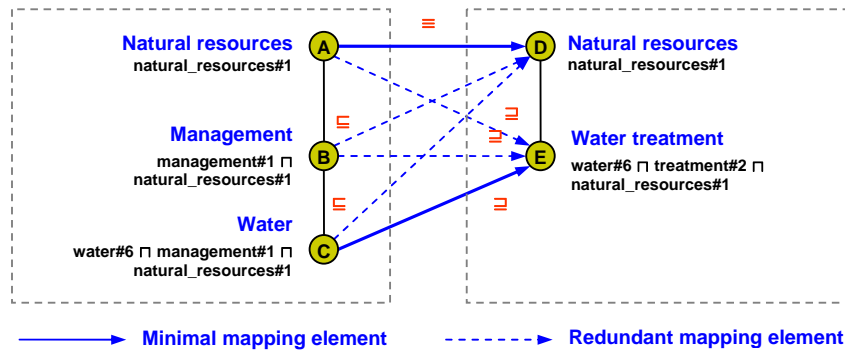 ≡
Natural resources
natural_resources#1
A
D
Natural resources
natural_resources#1
⊑
⊒
Management
management#1 ⊓
natural_resources#1
B
⊒
E
Water treatment
water#6 ⊓ treatment#2 ⊓
natural_resources#1
⊑
⊒
Water
water#6 ⊓ management#1 ⊓
natural_resources#1
C
Minimal mapping element
Redundant mapping element